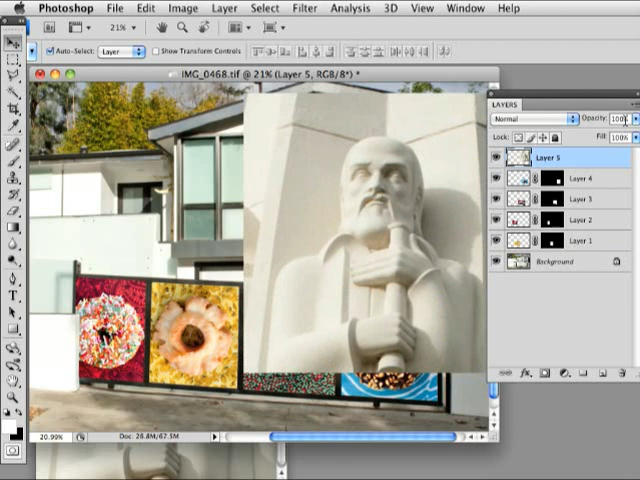 Photoshop File Edit Image Layer Select Filter Analysis 3D View Window Help
21%
Auto-Select: Layer Show Transform Controls
IMG_0468.tif @ 21% (Layer 5, RGB/8*) *
LAYERS
Normal Opacity: 100%
Lock: Fill: 100%
Layer 5
Layer 4
Layer 3
Layer 2
Layer 1
Background
fx
T
20.99% Doc: 28.8M/67.5M